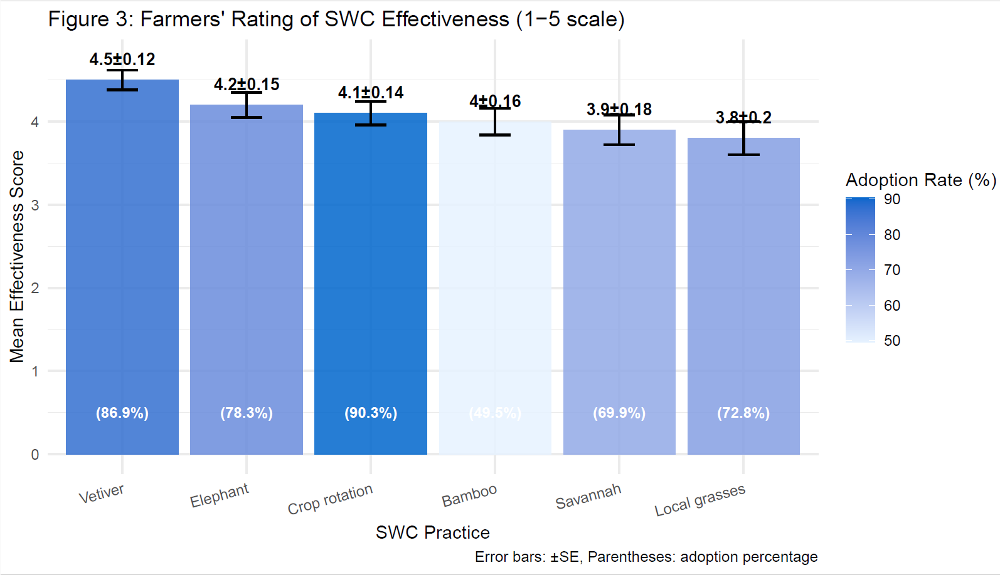 Figure 3: Farmers' Rating of SWC Effectiveness (1−5 scale)
4.5±0.12
4.2±0.15
4.1±0.14
4±0.16
3.9±0.18
3.8±0.2
Mean Effectiveness Score
4
3
2
1
0
(86.9%)
(78.3%)
(90.3%)
(49.5%)
(69.9%)
(72.8%)
Vetiver
Elephant
Crop rotation
Bamboo
Savannah
Local grasses
SWC Practice
Error bars: ±SE, Parentheses: adoption percentage
Adoption Rate (%)
90
80
70
60
50